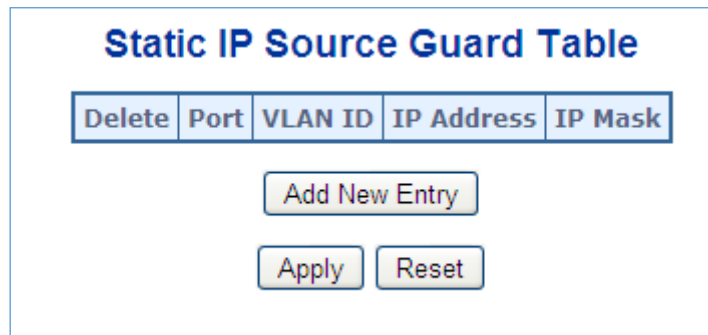 Static IP Source Guard Table
Delete Port VLAN ID IP Address IP Mask
Add New Entry
Apply Reset